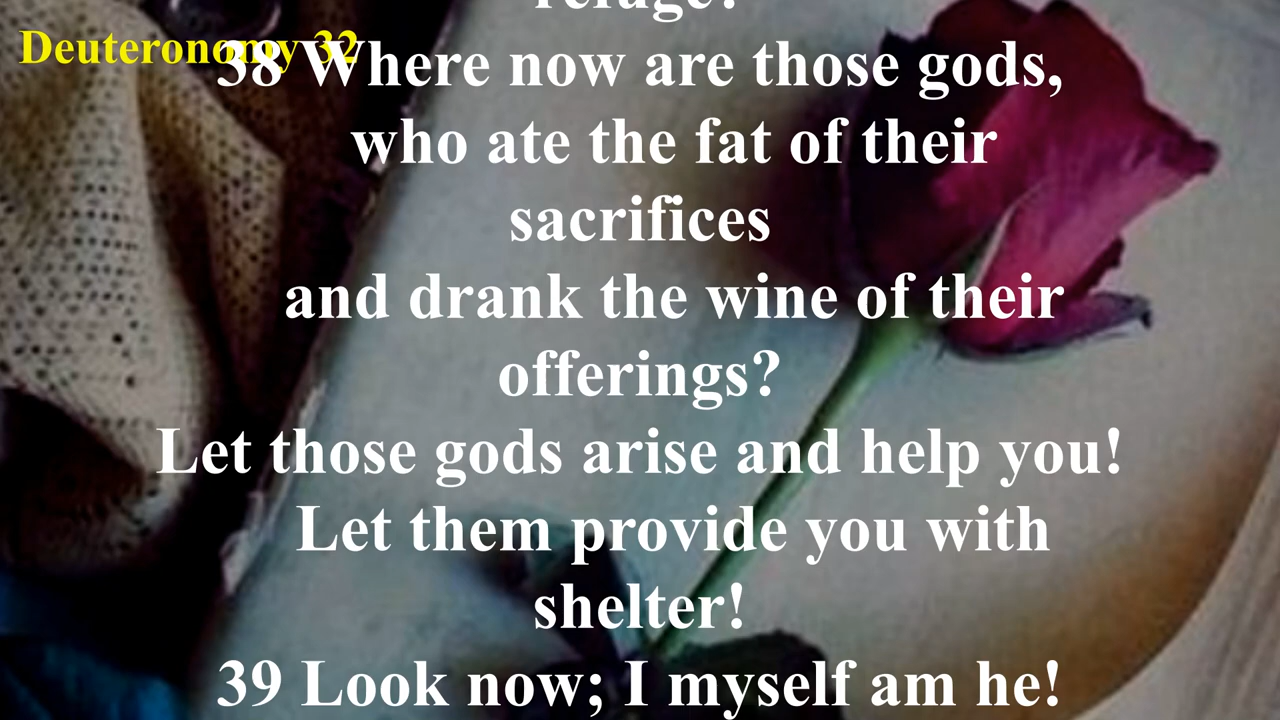 refuge?
Deuteronomy 32
38 Where now are those gods,
who ate the fat of their
sacrifices
and drank the wine of their
offerings?
Let those gods arise and help you!
Let them provide you with
shelter!
39 Look now; I myself am he!